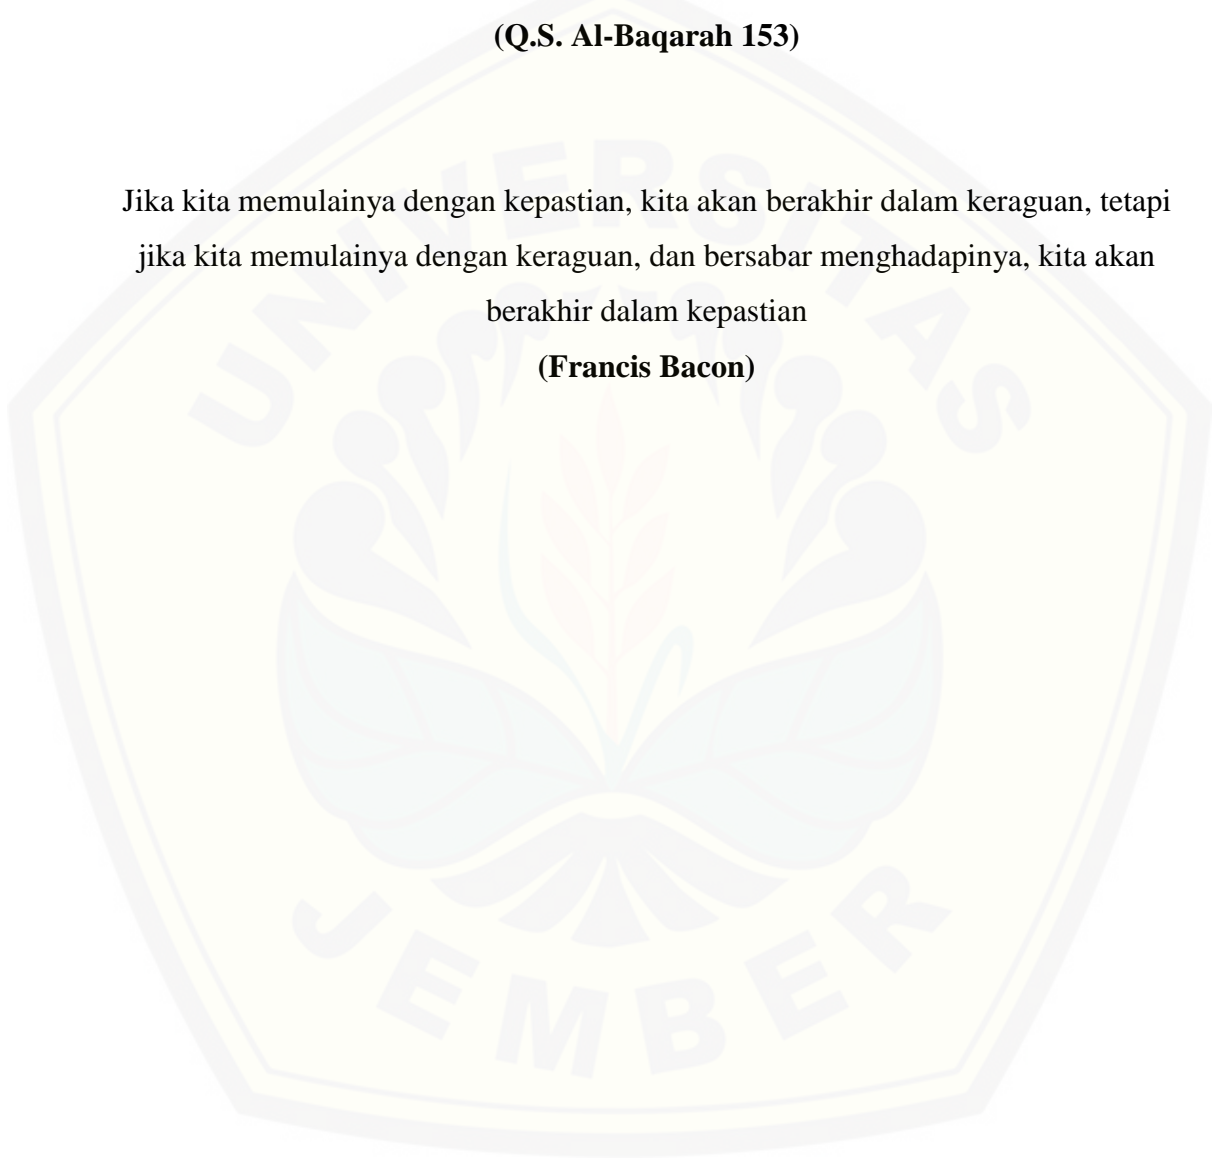 (Q.S. Al-Baqarah 153)
Jika kita memulainya dengan kepastian, kita akan berakhir dalam keraguan, tetapi
jika kita memulainya dengan keraguan, dan bersabar menghadapinya, kita akan
berakhir dalam kepastian
(Francis Bacon)
UNIVERSITAS
JEMBER